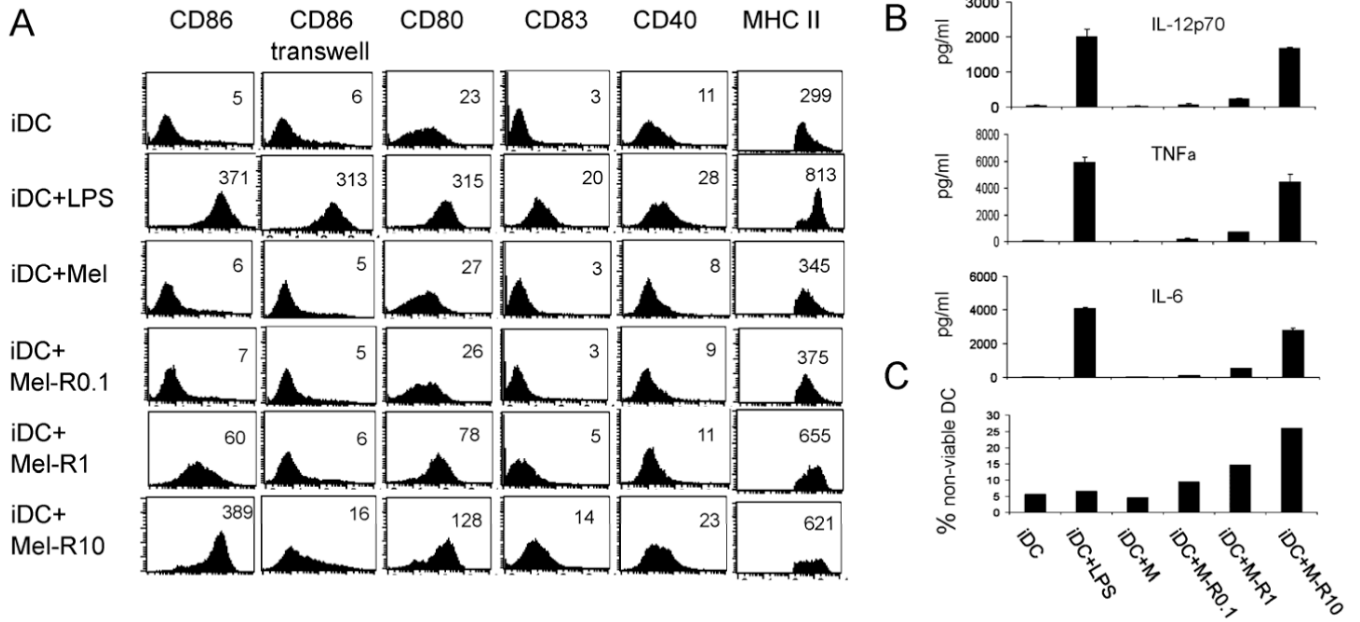 A
CD86 CD86 transwell CD80 CD83 CD40 MHC II
iDC 5 6 23 3 11 299
iDC+LPS 371 313 315 20 28 813
iDC+Mel 6 5 27 3 8 345
iDC+ Mel-R0.1 7 5 26 3 9 375
iDC+ Mel-R1 60 6 78 5 11 655
iDC+ Mel-R10 389 16 128 14 23 621
B
IL-12p70
pg/ml
3000
2000
1000
0
TNFa
pg/ml
8000
6000
4000
2000
0
IL-6
pg/ml
6000
4000
2000
0
C
% non-viable DC
30
25
20
15
10
5
0
iDC iDC+LPS iDC+M iDC+M-R0.1 iDC+M-R1 iDC+M-R10